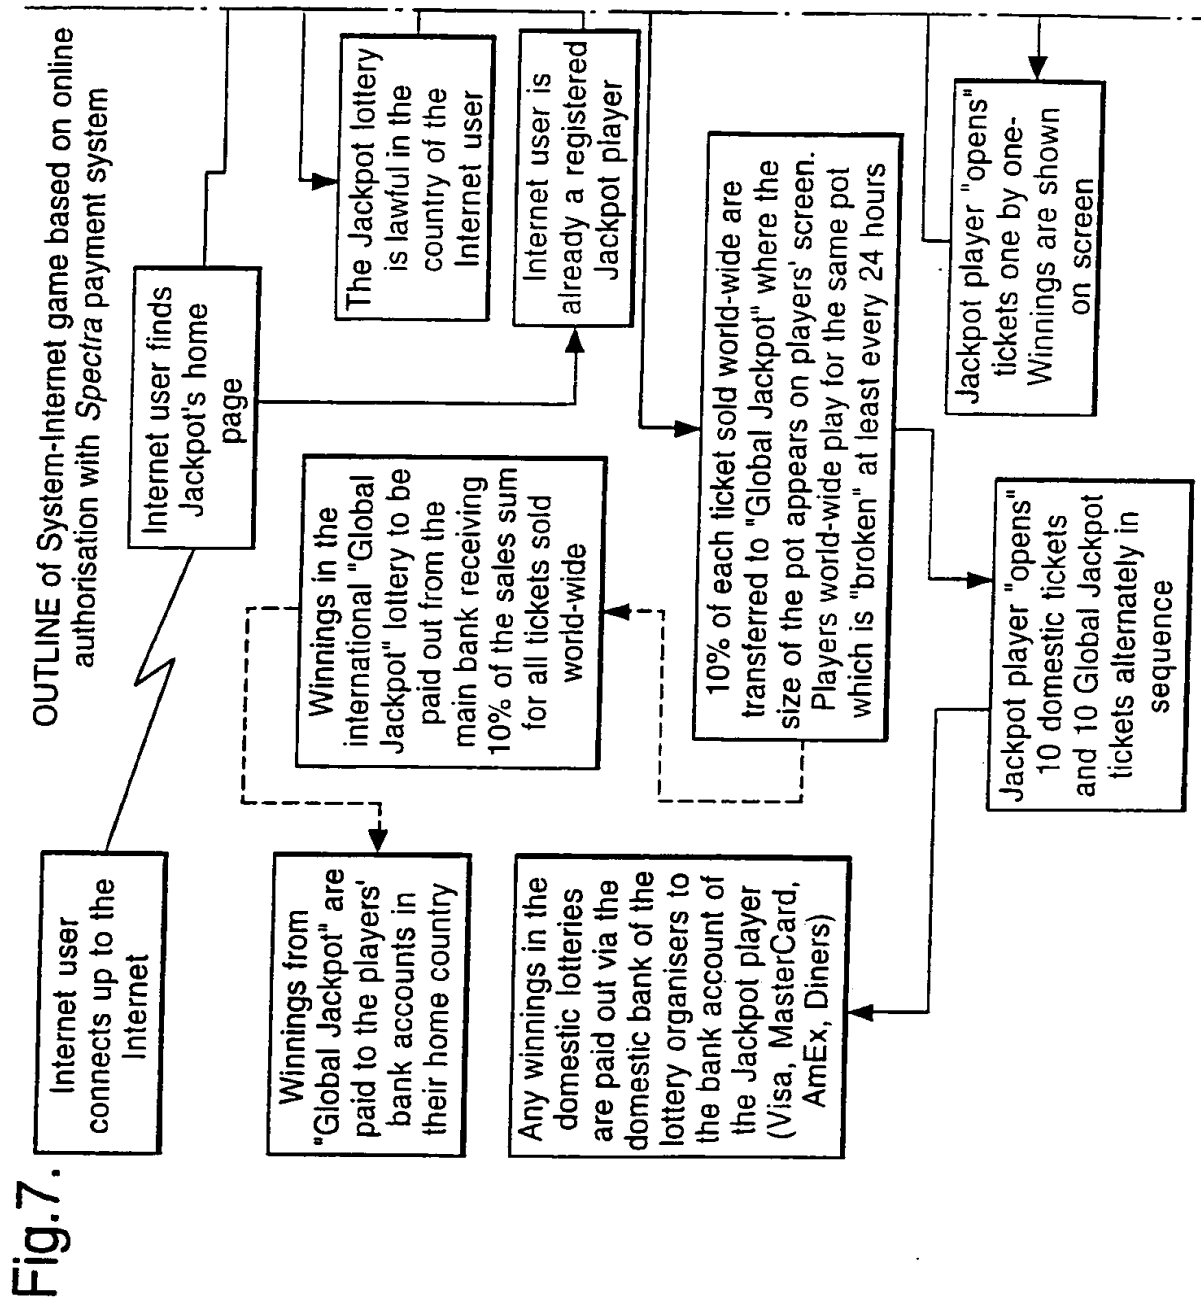 Fig.7.
OUTLINE of System-Internet game based on online
authorisation with Spectra payment system
Internet user
connects up to the
Internet
Internet user finds
Jackpot's home
page
The Jackpot lottery
is lawful in the
country of the
Internet user
Internet user is
already a registered
Jackpot player
Winnings in the
international "Global
Jackpot" lottery to be
paid out from the
main bank receiving
10% of the sales sum
for all tickets sold
world-wide
Winnings from
"Global Jackpot" are
paid to the players'
bank accounts in
their home country
Any winnings in the
domestic lotteries
are paid out via the
domestic bank of the
lottery organisers to
the bank account of
the Jackpot player
(Visa, MasterCard,
AmEx, Diners)
10% of each ticket sold world-wide are
transferred to "Global Jackpot" where the
size of the pot appears on players' screen.
Players world-wide play for the same pot
which is "broken" at least every 24 hours
Jackpot player "opens"
10 domestic tickets
and 10 Global Jackpot
tickets alternately in
sequence
Jackpot player "opens"
tickets one by one-
Winnings are shown
on screen